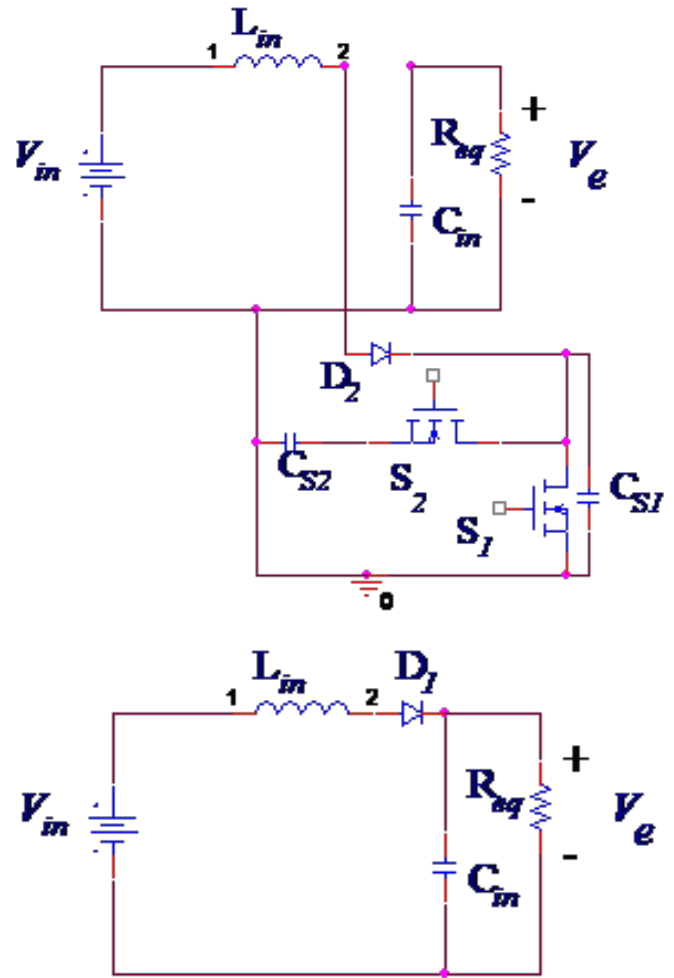 L_in
1 2
V_in
R_eq
+
V_e
-
C_in
D_2
C_S2
S_2
S_1
C_S1
0
L_in
D_1
1 2
V_in
R_eq
+
V_e
-
C_in